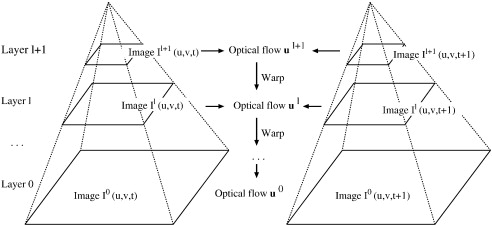 Layer l+1
Image I^{l+1} (u,v,t)
Optical flow u^{l+1}
Image I^{l+1} (u,v,t+1)
Warp
Layer l
Image I^{l} (u,v,t)
Optical flow u^{l}
Image I^{l} (u,v,t+1)
Warp
. . .
. . .
Layer 0
Image I^{0} (u,v,t)
Optical flow u^{0}
Image I^{0} (u,v,t+1)